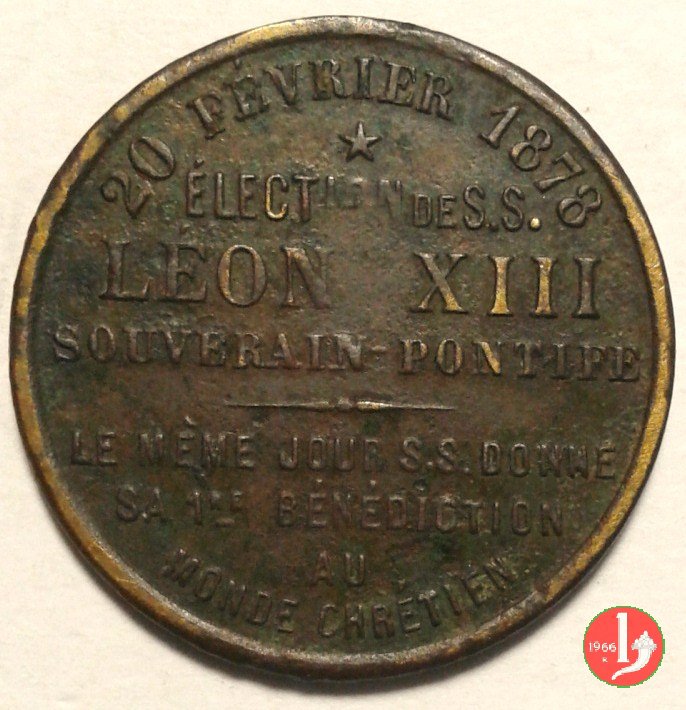 20 FÉVRIER 1878
ÉLECTION DE S.S.
LÉON XIII
SOUVERAIN-PONTIFE
LE MÊME JOUR S.S. DONNE
SA 1RE BÉNÉDICTION
AU
MONDE CHRÉTIEN
1966
R